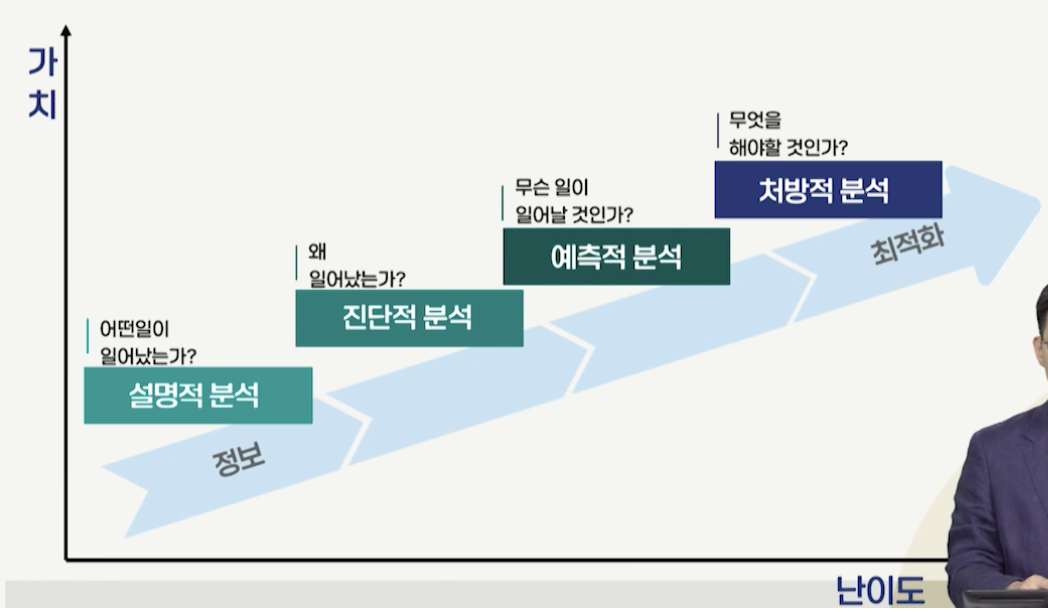 가
치
무엇을
해야할 것인가?
처방적 분석
무슨 일이
일어날 것인가?
예측적 분석
최적화
왜
일어났는가?
진단적 분석
어떤일이
일어났는가?
설명적 분석
정보
난이도